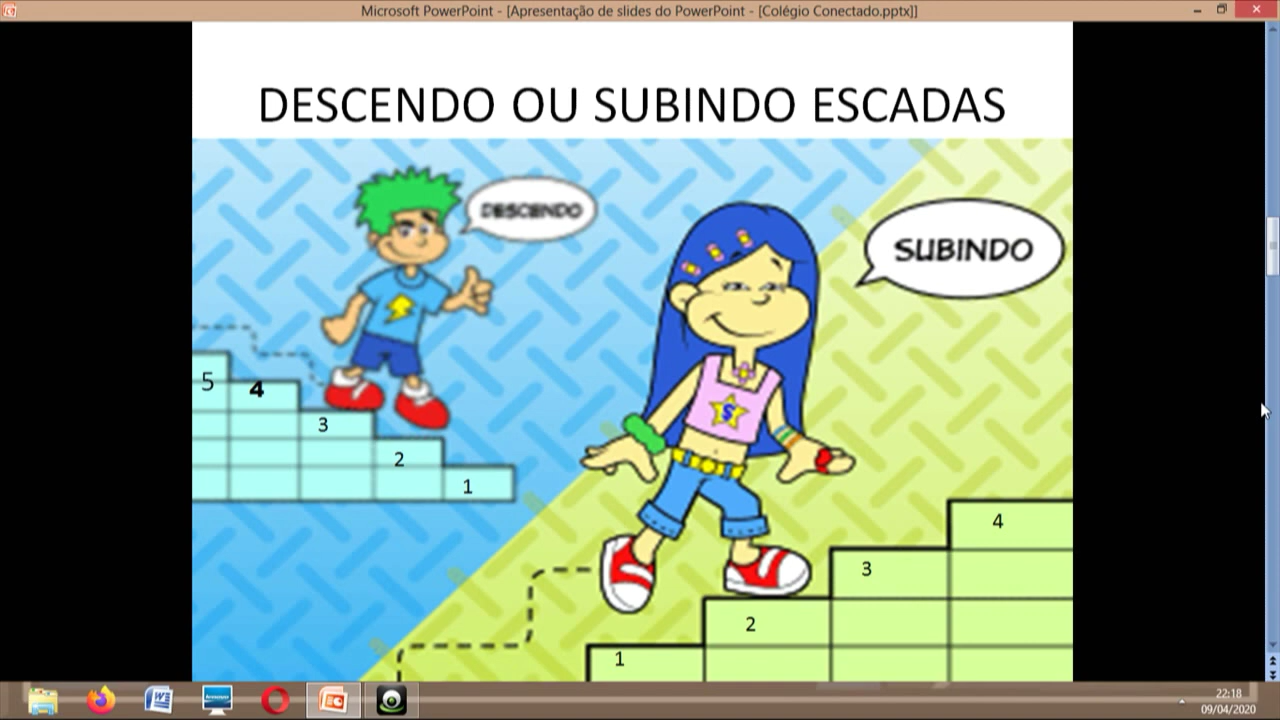 Microsoft PowerPoint - [Apresentação de slides do PowerPoint - [Colégio Conectado.pptx]]
DESCENDO OU SUBINDO ESCADAS
DESCENDO
SUBINDO
5
4
3
2
1
4
3
2
1
22:18
09/04/2020